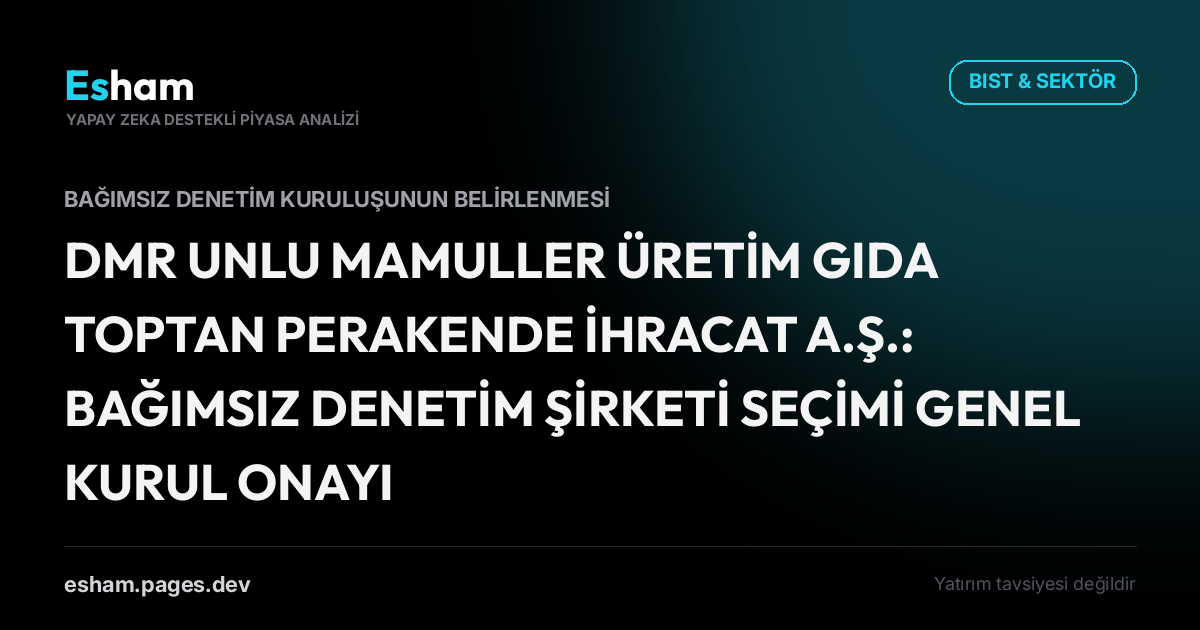 Esham
YAPAY ZEKA DESTEKLİ PİYASA ANALİZİ
BIST & SEKTÖR
BAĞIMSIZ DENETİM KURULUŞUNUN BELİRLENMESİ
DMR UNLU MAMULLER ÜRETİM GIDA
TOPTAN PERAKENDE İHRACAT A.Ş.:
BAĞIMSIZ DENETİM ŞİRKETİ SEÇİMİ GENEL
KURUL ONAYI
esham.pages.dev
Yatırım tavsiyesi değildir